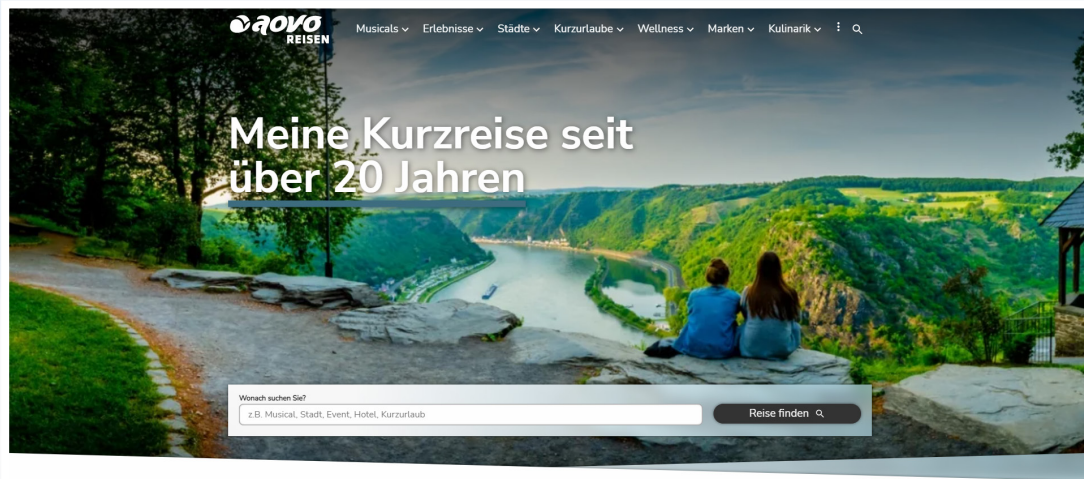 aovo
REISEN
Musicals
Erlebnisse
Städte
Kurzurlaube
Wellness
Marken
Kulinarik
Meine Kurzreise seit
über 20 Jahren
Wonach suchen Sie?
z.B. Musical, Stadt, Event, Hotel, Kurzurlaub
Reise finden